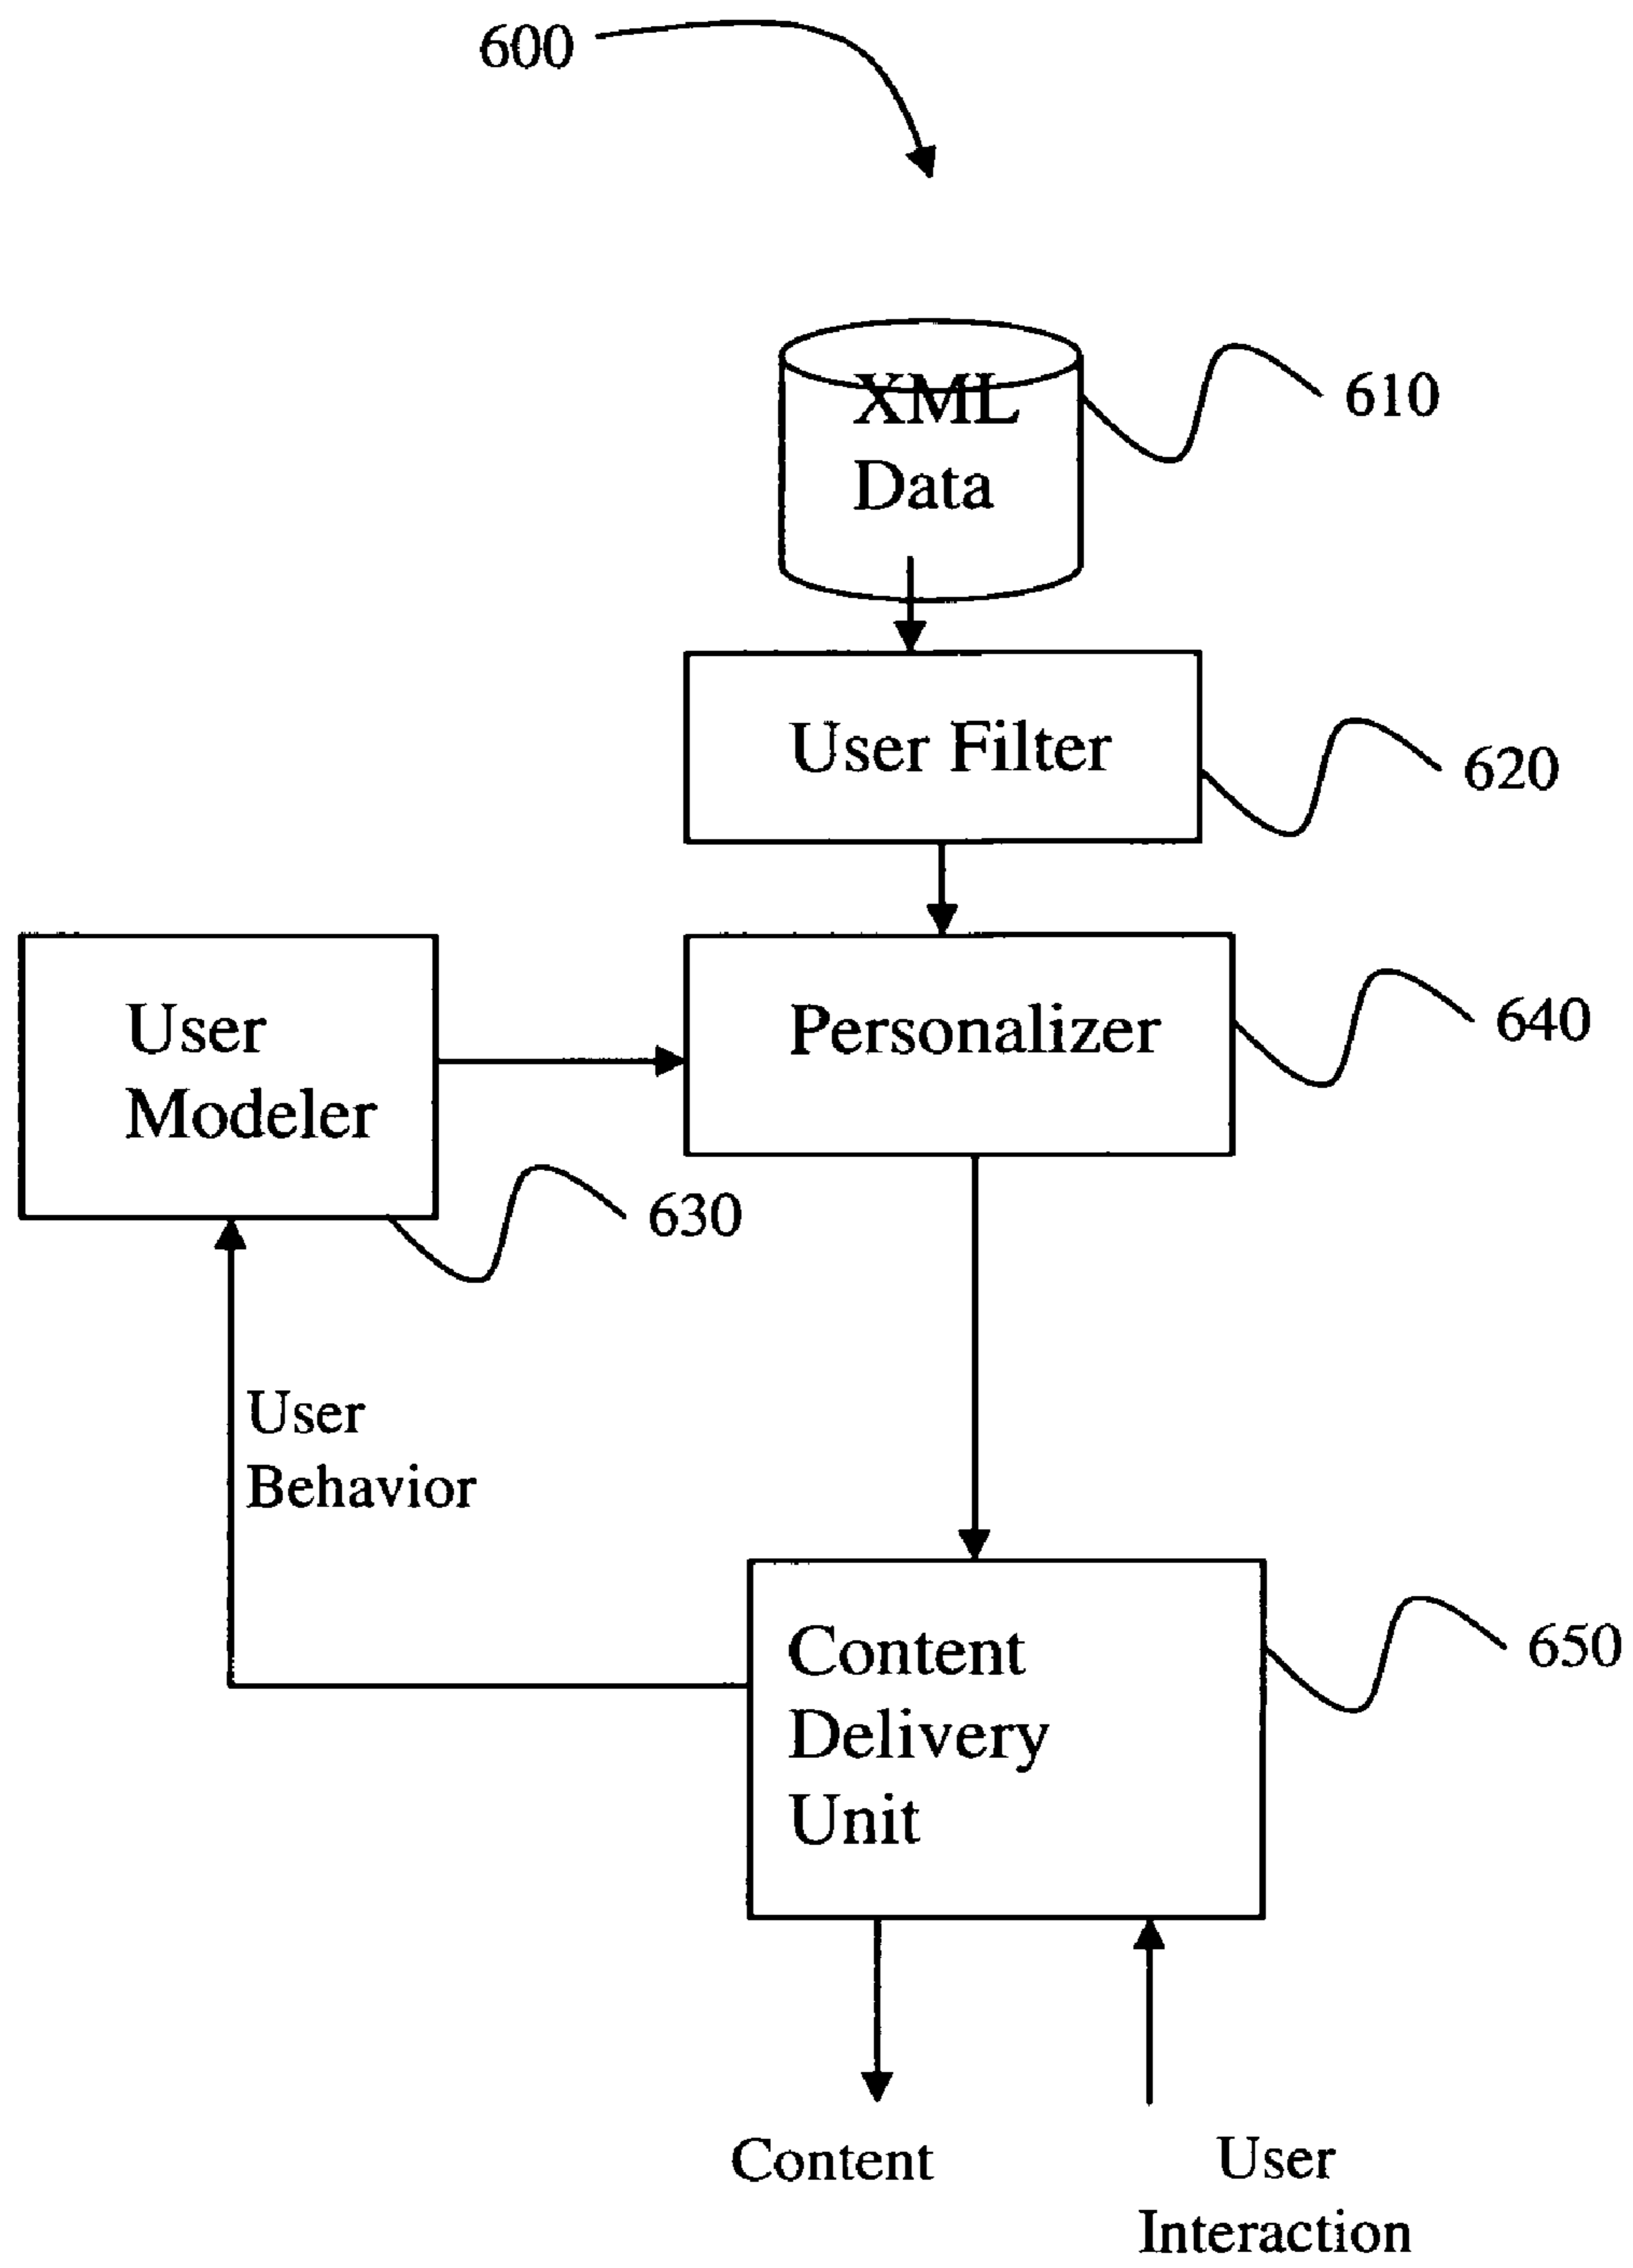 600
XML
Data
610
User Filter
620
User
Modeler
630
Personalizer
640
User
Behavior
Content
Delivery
Unit
650
Content
User
Interaction